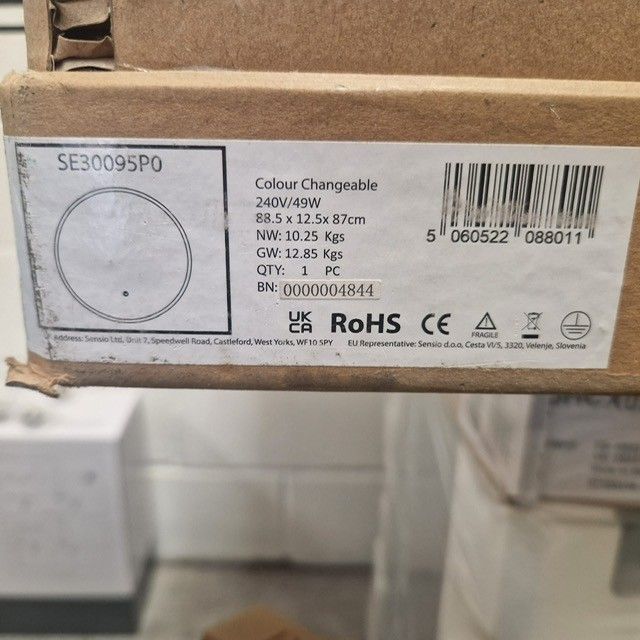 SE30095P0
Colour Changeable
240V/49W
88.5 x 12.5x 87cm
NW: 10.25 Kgs
GW: 12.85 Kgs
QTY: 1 PC
BN: 0000004844
5 060522 088011
UK
CA
RoHS CE
FRAGILE
Address: Sensio Ltd, Unit 7, Speedwell Road, Castleford, West Yorks, WF10 5PY EU Representative: Sensio d.o.o, Cesta VI/5, 3320, Velenje, Slovenia